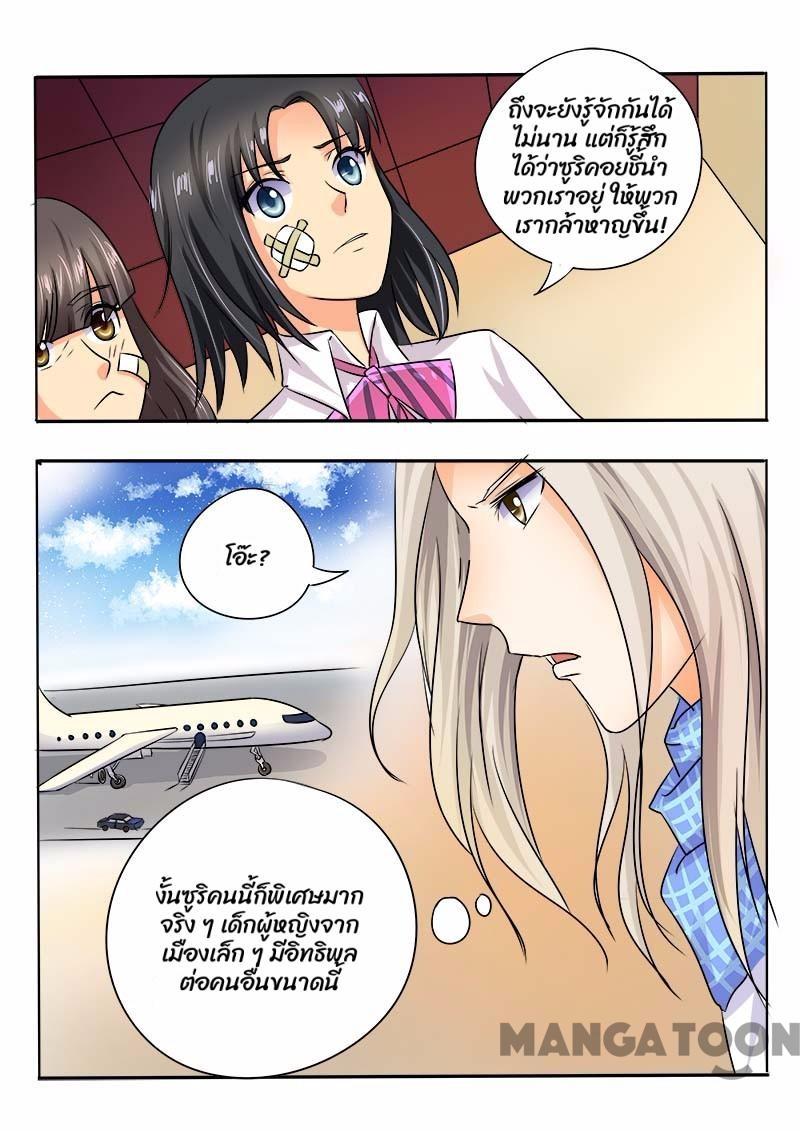 ถึงจะยังรู้จักกันได้
ไม่นาน แต่ก็รู้สึก
ได้ว่าซูริคอยชี้นำ
พวกเราอยู่ ให้พวก
เรากล้าหาญขึ้น!
โอ๊ะ?
งั้นซูริคนนี้ก็พิเศษมาก
จริง ๆ เด็กผู้หญิงจาก
เมืองเล็ก ๆ มีอิทธิพล
ต่อคนอื่นขนาดนี้
MANGATOON